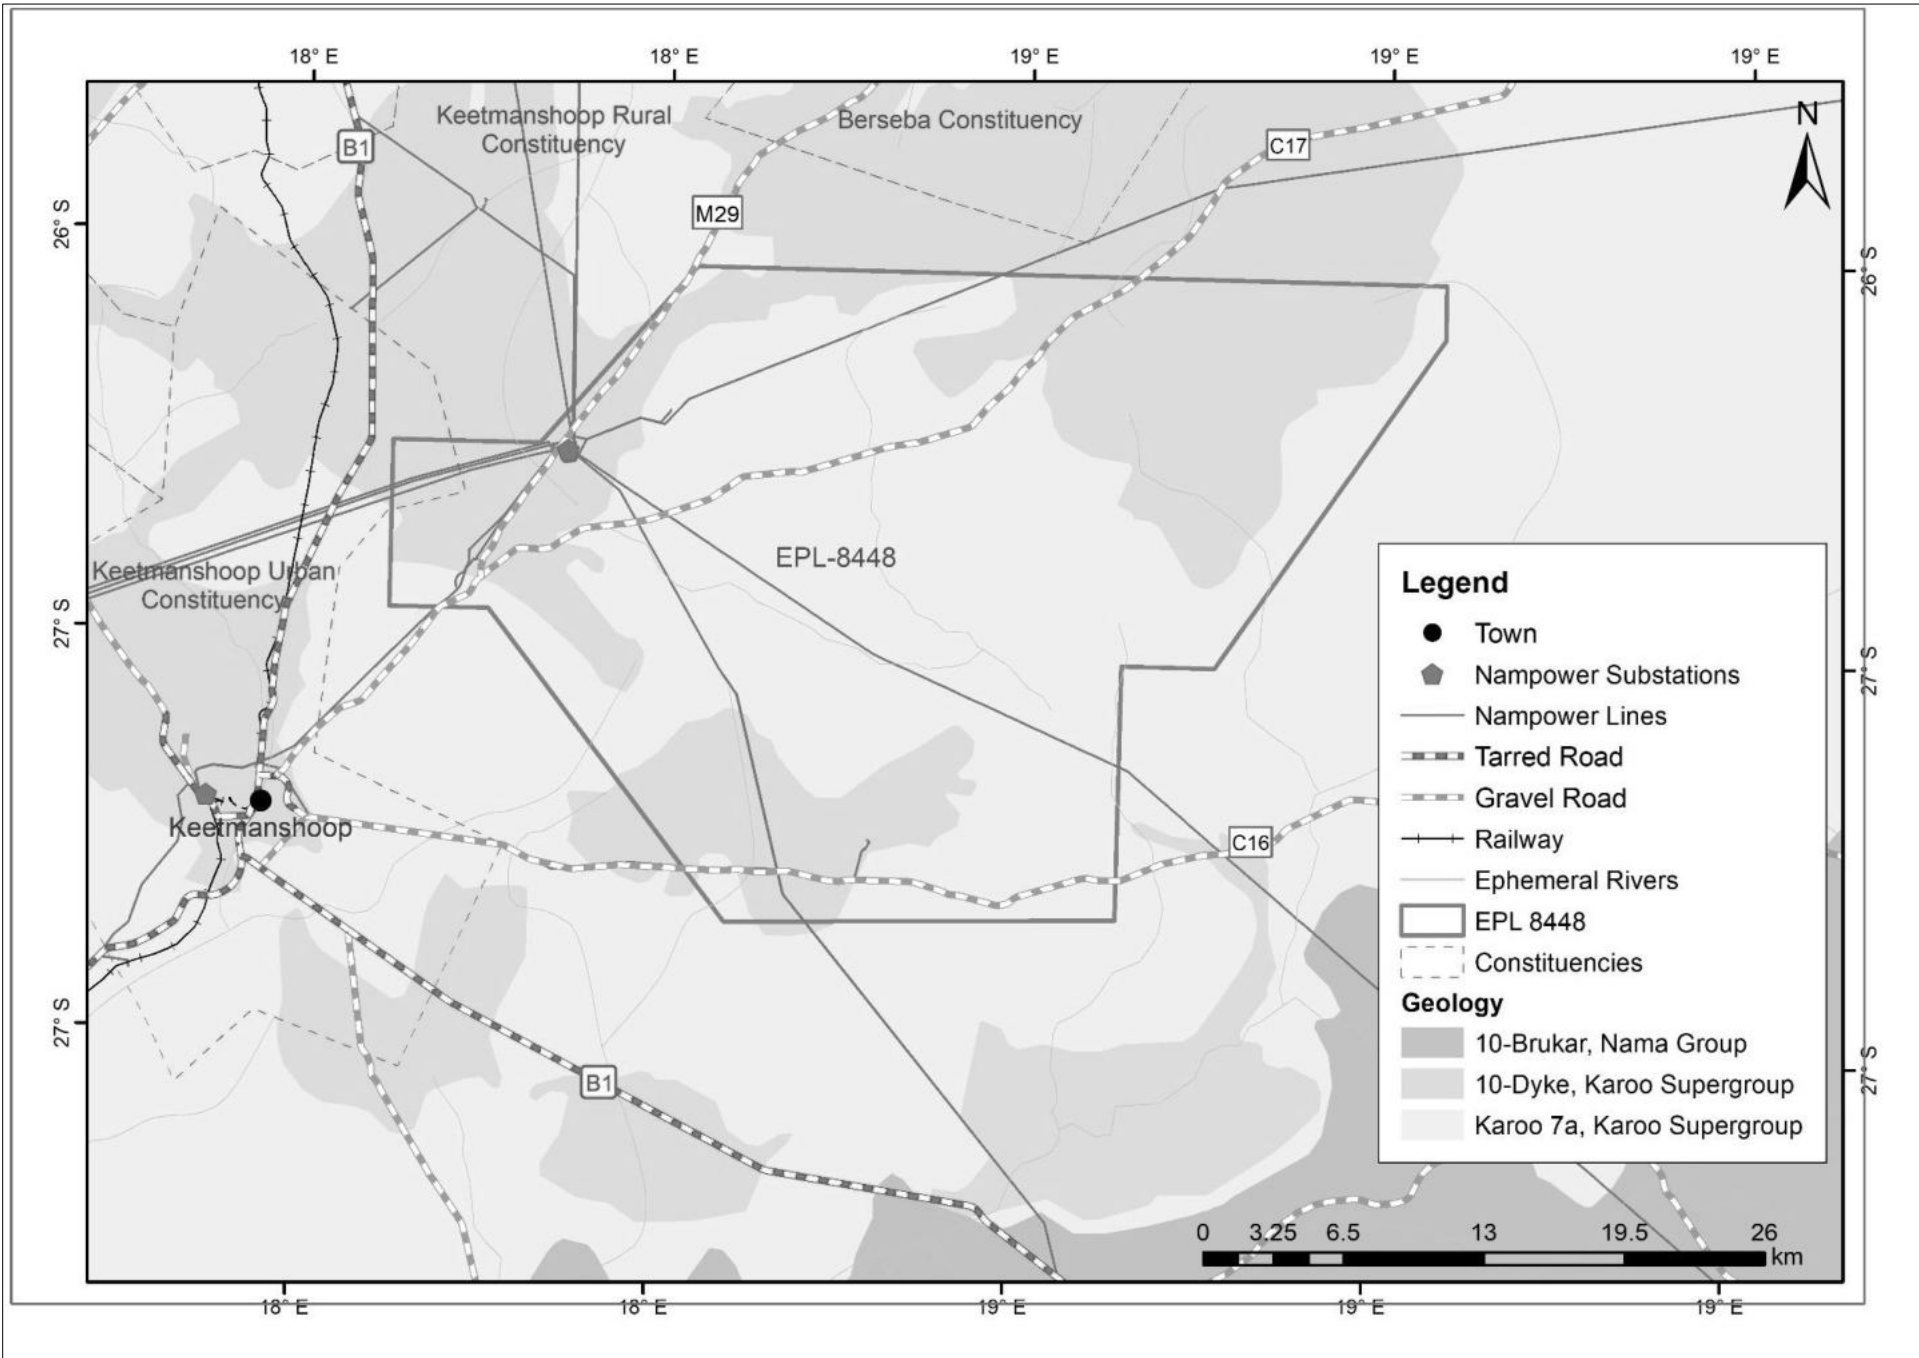 18° E
18° E
19° E
19° E
19° E
Keetmanshoop Rural
Constituency
Berseba Constituency
B1
C17
N
M29
26° S
26° S
EPL-8448
Keetmanshoop Urban
Constituency
27° S
27° S
Keetmanshoop
C16
27° S
27° S
B1
Legend
Town
Nampower Substations
Nampower Lines
Tarred Road
Gravel Road
Railway
Ephemeral Rivers
EPL 8448
Constituencies
Geology
10-Brukar, Nama Group
10-Dyke, Karoo Supergroup
Karoo 7a, Karoo Supergroup
0 3.25 6.5 13 19.5 26
km
18° E
18° E
19° E
19° E
19° E